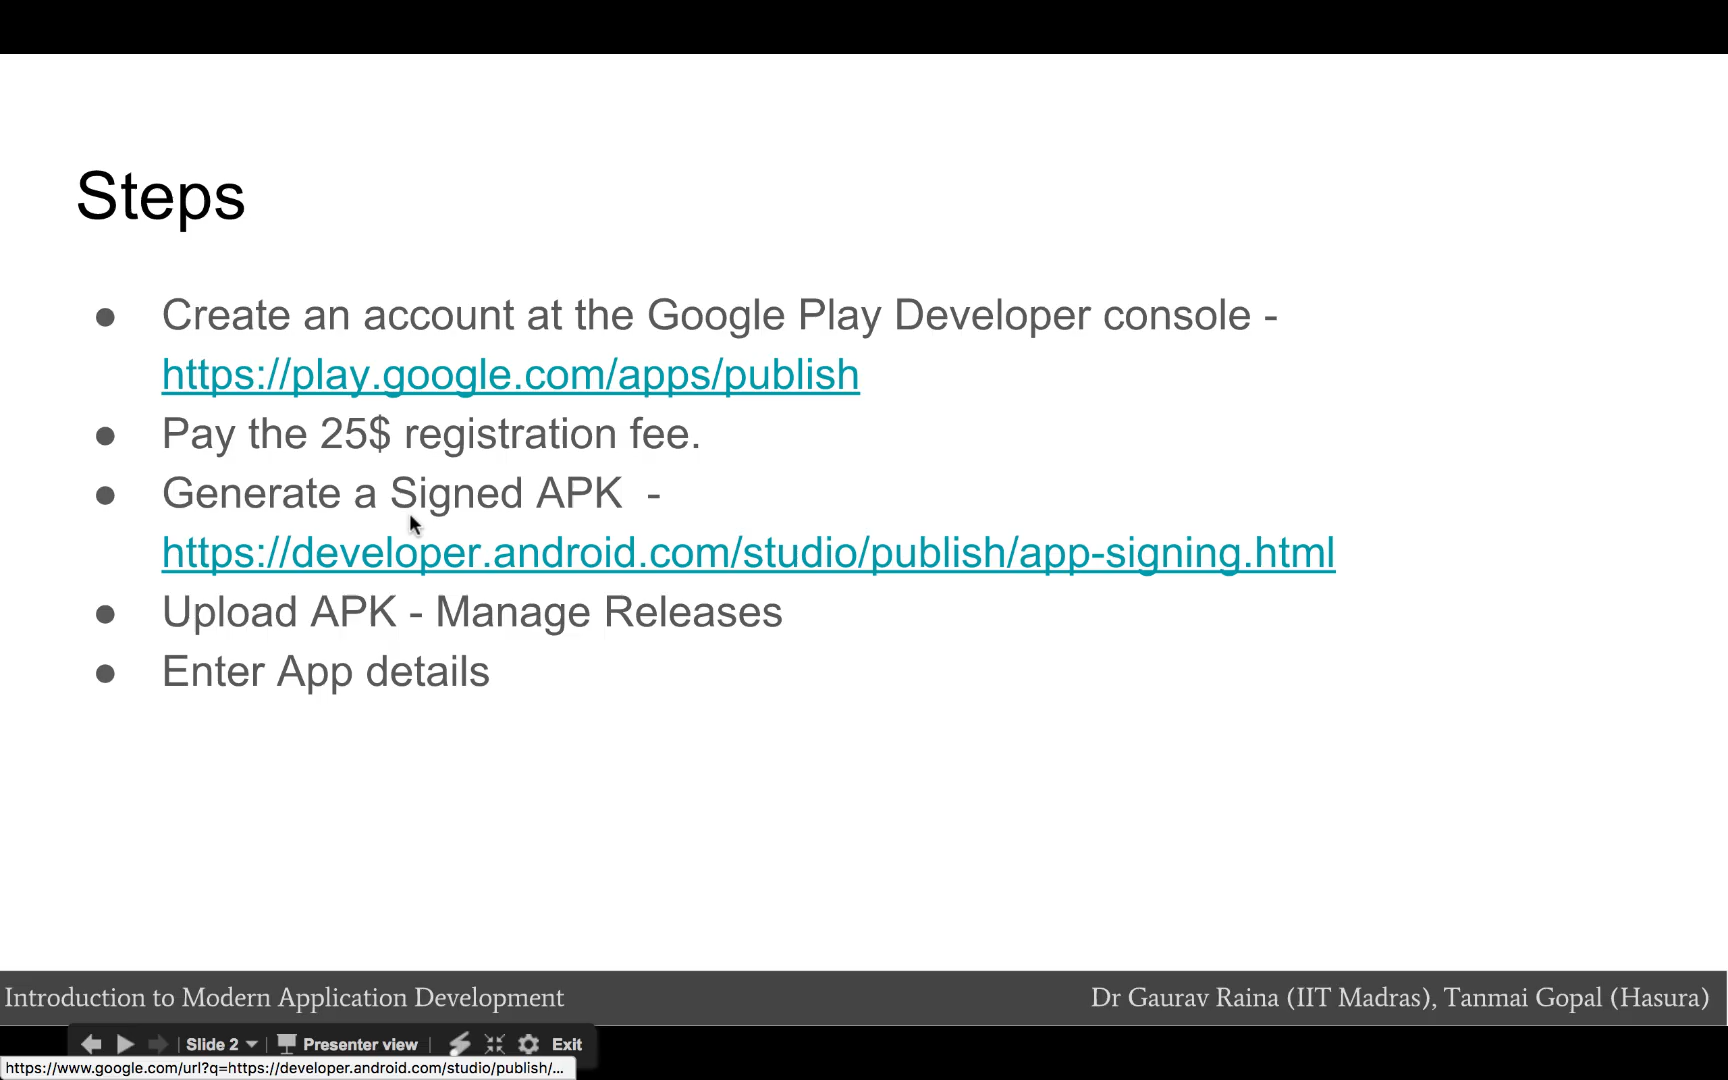 Steps
● Create an account at the Google Play Developer console -
https://play.google.com/apps/publish
● Pay the 25$ registration fee.
● Generate a Signed APK  -
https://developer.android.com/studio/publish/app-signing.html
● Upload APK - Manage Releases
● Enter App details
Introduction to Modern Application Development
Dr Gaurav Raina (IIT Madras), Tanmai Gopal (Hasura)
Slide 2 Presenter view Exit
https://www.google.com/url?q=https://developer.android.com/studio/publish/...